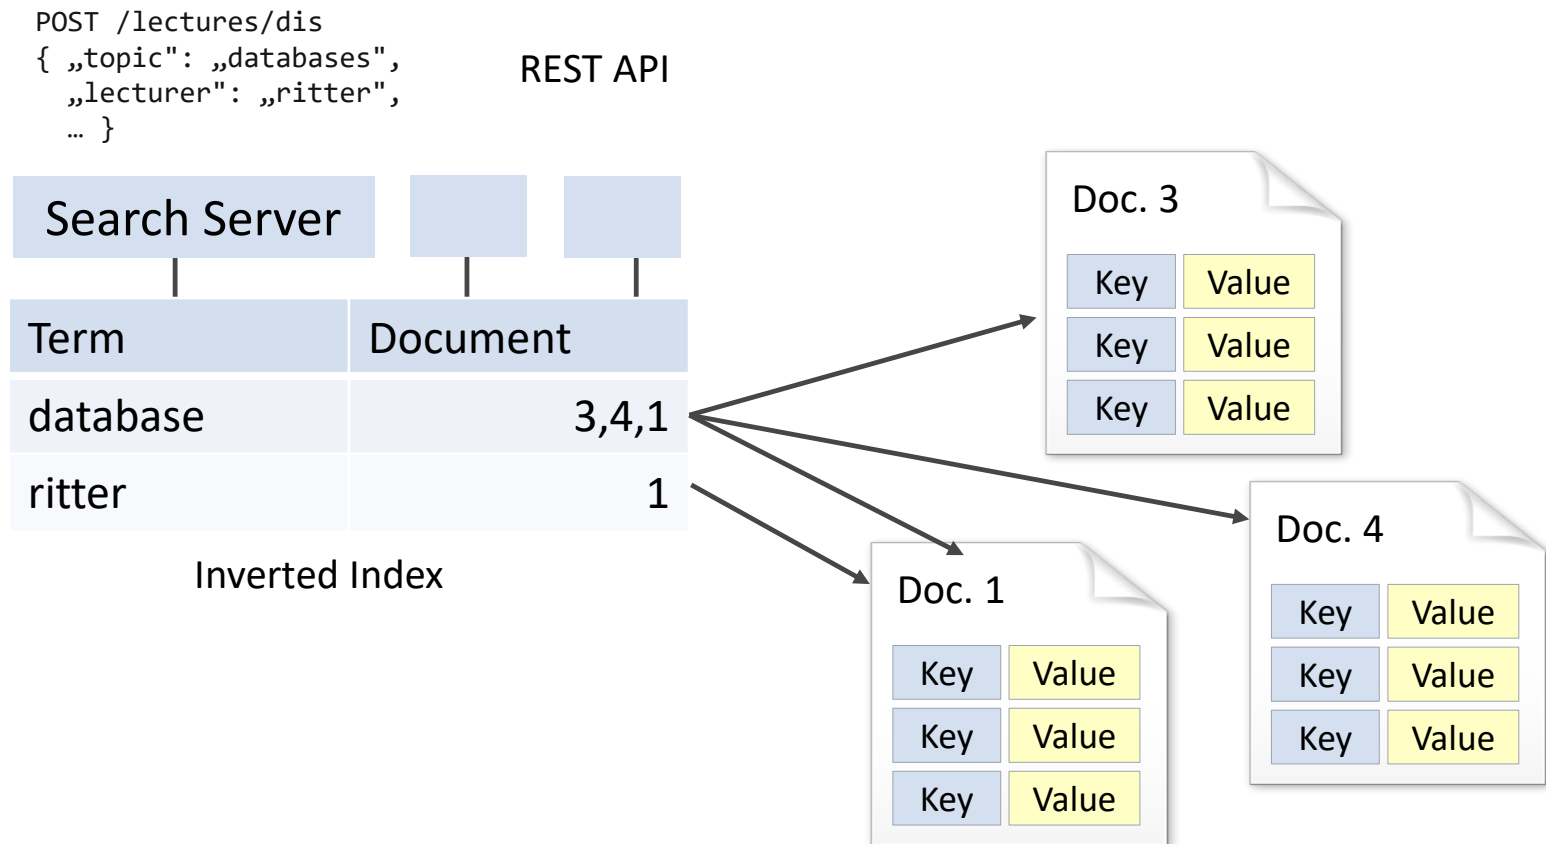 POST /lectures/dis
{ „topic": „databases",
„lecturer": „ritter",
… }
REST API
Search Server
Term Document
database 3,4,1
ritter 1
Inverted Index
Doc. 3
Key Value
Key Value
Key Value
Doc. 4
Key Value
Key Value
Key Value
Doc. 1
Key Value
Key Value
Key Value